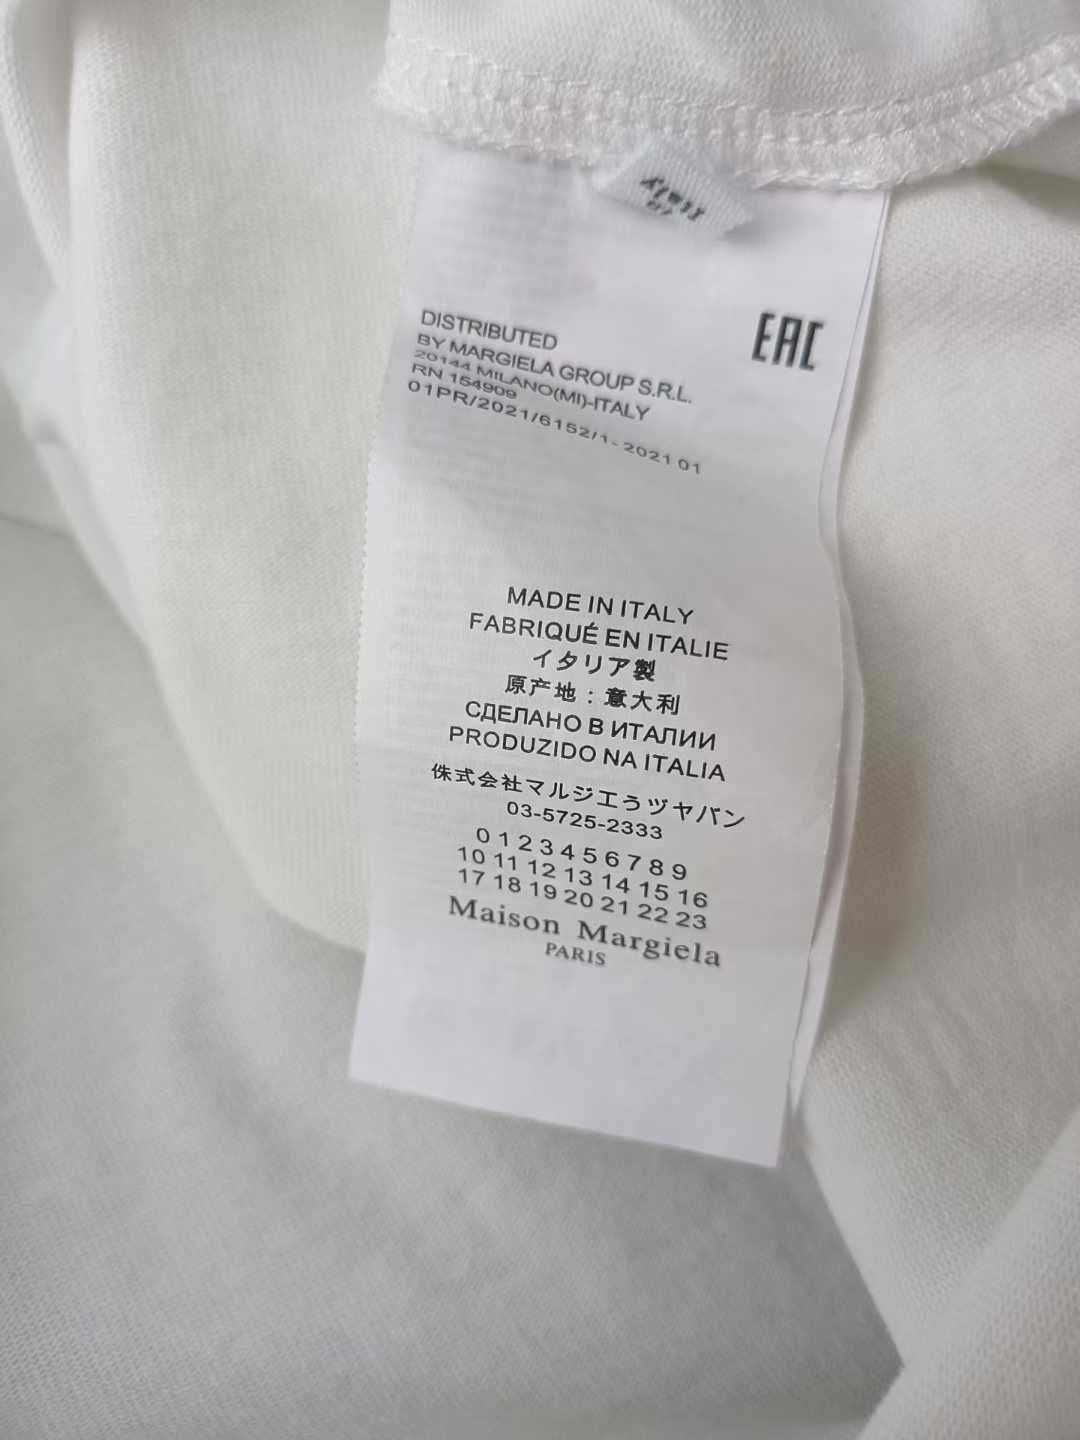 EAC
DISTRIBUTED
BY MARGIELA GROUP S.R.L.
20144 MILANO(MI)-ITALY
RN 154909
01PR/2021/6152/1-2021 01
MADE IN ITALY
FABRIQUÉ EN ITALIE
イタリア製
原产地：意大利
СДЕЛАНО В ИТАЛИИ
PRODUZIDO NA ITALIA
侏式会社マルジエうヅヤバン
03-5725-2333
0 1 2 3 4 5 6 7 8 9
10 11 12 13 14 15 16
17 18 19 20 21 22 23
Maison Margiela
PARIS